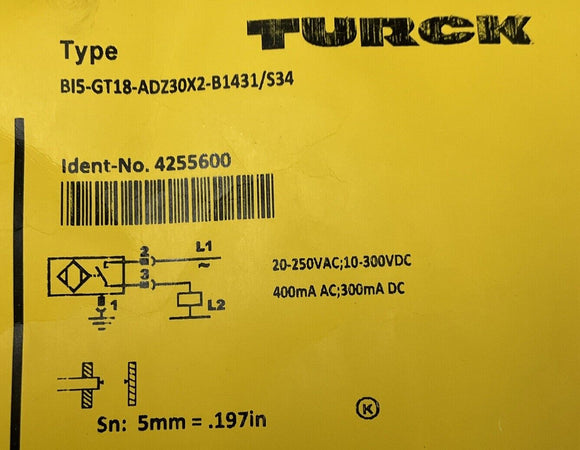 TURCK
Type
BI5-GT18-ADZ30X2-B1431/S34
Ident-No. 4255600
2 L1
~
3
1
L2
20-250VAC;10-300VDC
400mA AC;300mA DC
Sn: 5mm = .197in
K